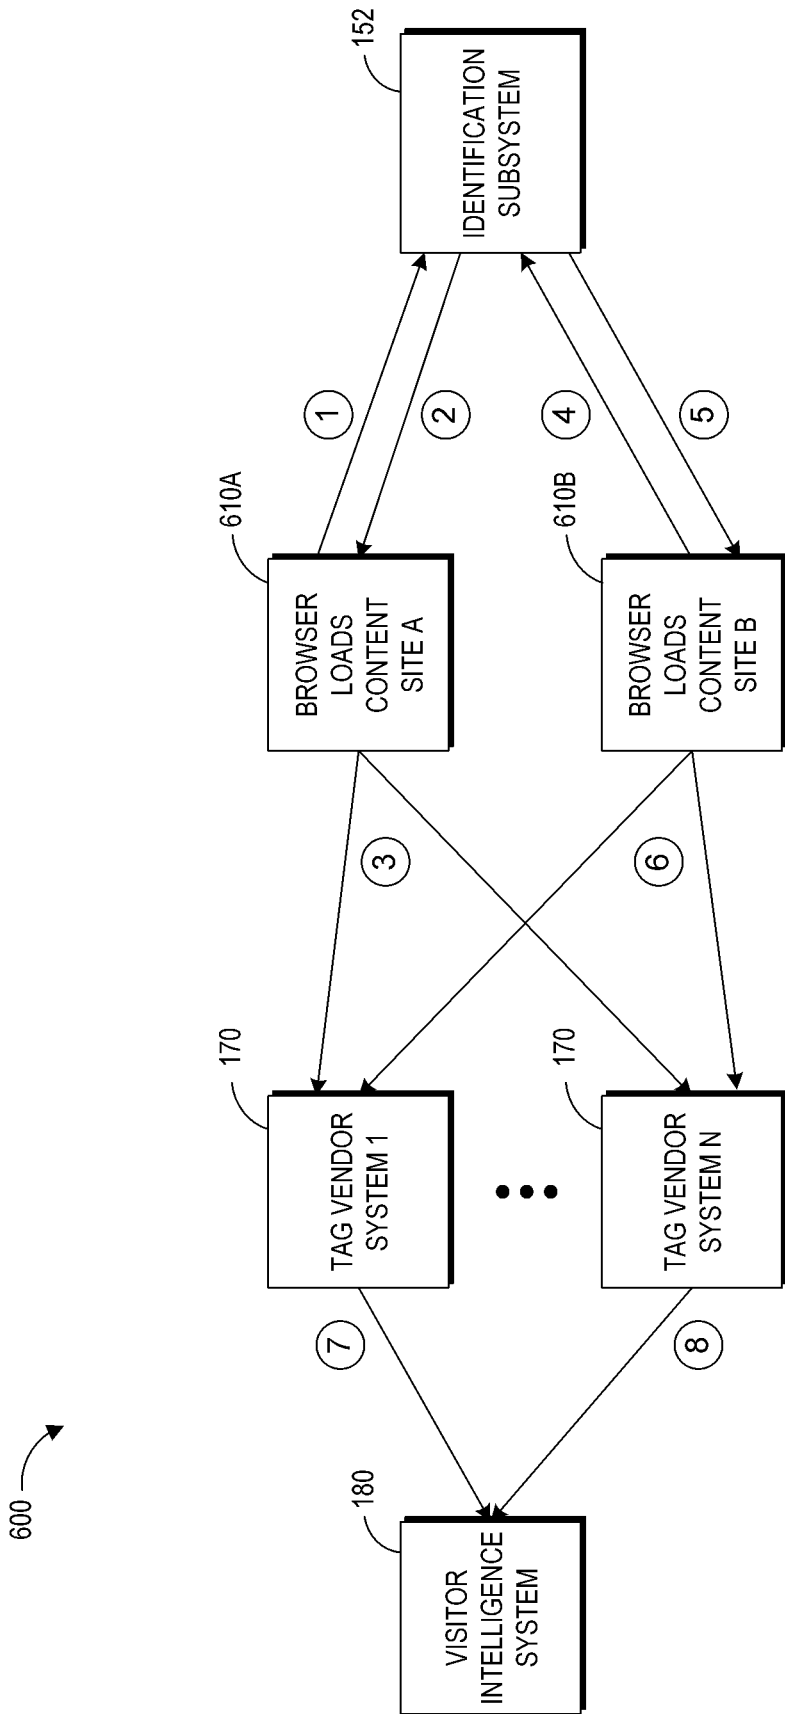 600
180
VISITOR
INTELLIGENCE
SYSTEM
7
8
170
TAG VENDOR
SYSTEM 1
170
TAG VENDOR
SYSTEM N
3
6
610A
BROWSER
LOADS
CONTENT
SITE A
610B
BROWSER
LOADS
CONTENT
SITE B
1
2
4
5
152
IDENTIFICATION
SUBSYSTEM